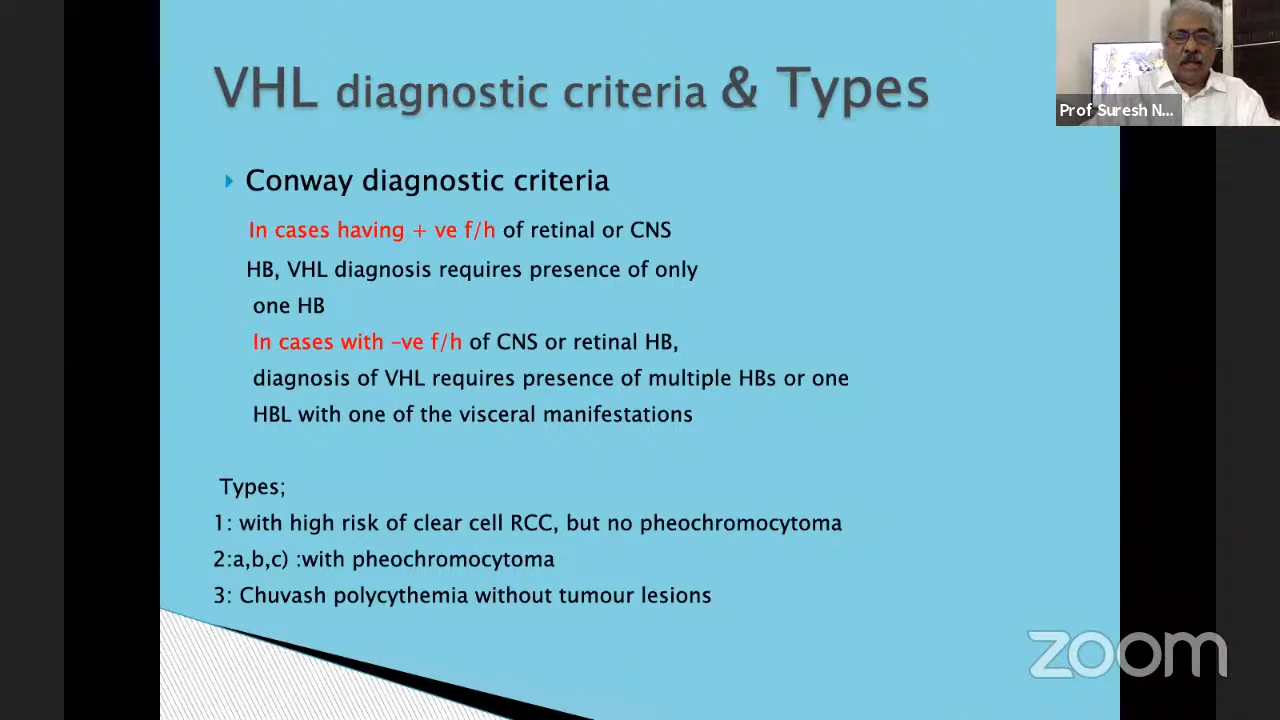 VHL diagnostic criteria & Types
Prof Suresh N...
Conway diagnostic criteria
In cases having + ve f/h of retinal or CNS
HB, VHL diagnosis requires presence of only
one HB
In cases with –ve f/h of CNS or retinal HB,
diagnosis of VHL requires presence of multiple HBs or one
HBL with one of the visceral manifestations
Types;
1: with high risk of clear cell RCC, but no pheochromocytoma
2:a,b,c) :with pheochromocytoma
3: Chuvash polycythemia without tumour lesions
zoom